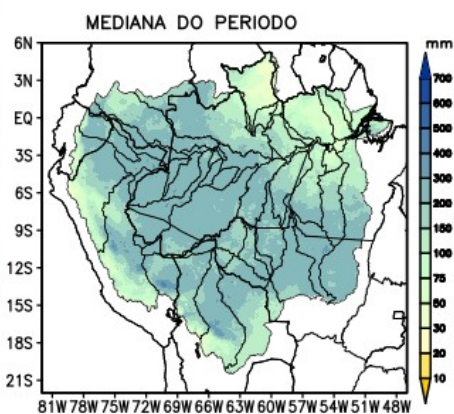 MEDIANA DO PERIODO
mm
6N
3N
EQ
3S
6S
9S
12S
15S
18S
21S
700
600
500
400
300
200
150
100
75
50
30
20
10
81W 78W 75W 72W 69W 66W 63W 60W 57W 54W 51W 48W